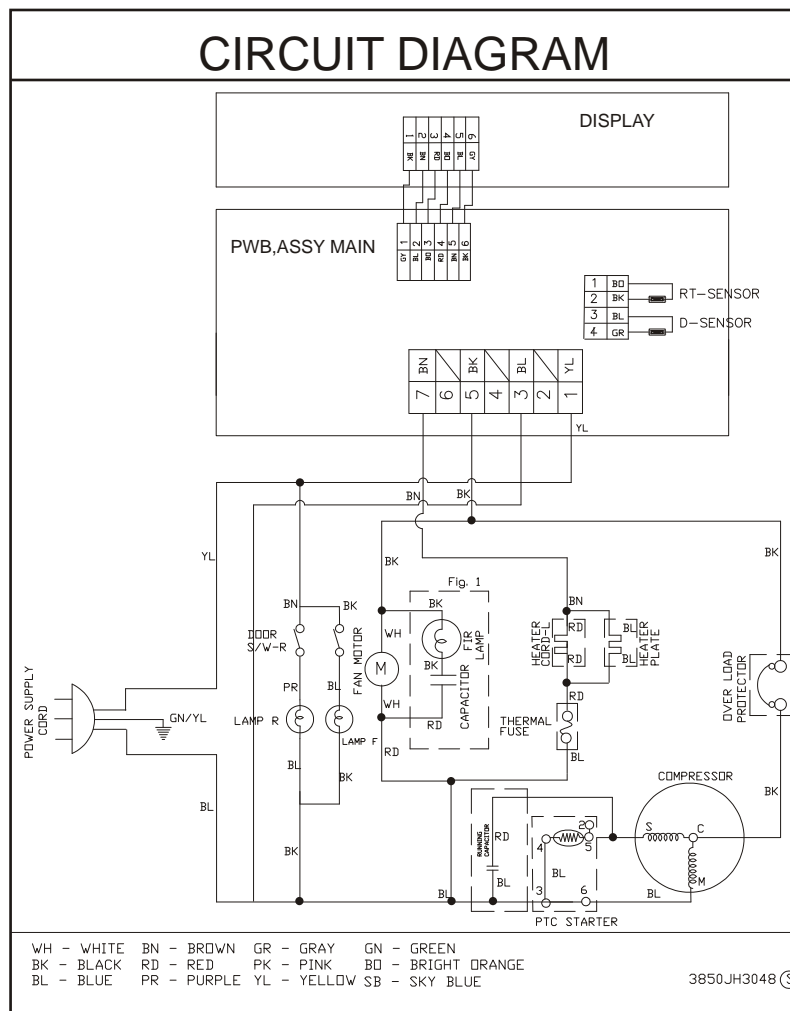 CIRCUIT DIAGRAM
DISPLAY
1 2 3 4 5 6
BK BN RD BO BL GY
PWB,ASSY MAIN
1 2 3 4 5 6
GY BL BO RD BN BK
1 BO
2 BK
RT-SENSOR
3 BL
4 GR
D-SENSOR
BN BK BL YL
7 6 5 4 3 2 1
YL
BN
BK
YL
BK
BK
Fig. 1
BN BK
BK
BN
DOOR
S/W-R
WH
FAN MOTOR
M
FIR
LAMP
HEATER
CORD-L
RD
RD
BL
BL
HEATER
PLATE
OVER LOAD
PROTECTOR
POWER SUPPLY
CORD
GN/YL
PR
BL
BK
WH
CAPACITOR
RD
RD
LAMP R
LAMP F
THERMAL
FUSE
BL
BL
BK
RD
BL
COMPRESSOR
BK
BL
RUNNING
CAPACITOR
RD
2
4
5
S
C
BK
BL
BL
M
BL
3
6
BL
PTC STARTER
WH - WHITE BN - BROWN GR - GRAY GN - GREEN
BK - BLACK RD - RED PK - PINK BO - BRIGHT ORANGE
BL - BLUE PR - PURPLE YL - YELLOW SB - SKY BLUE
3850JH3048 S